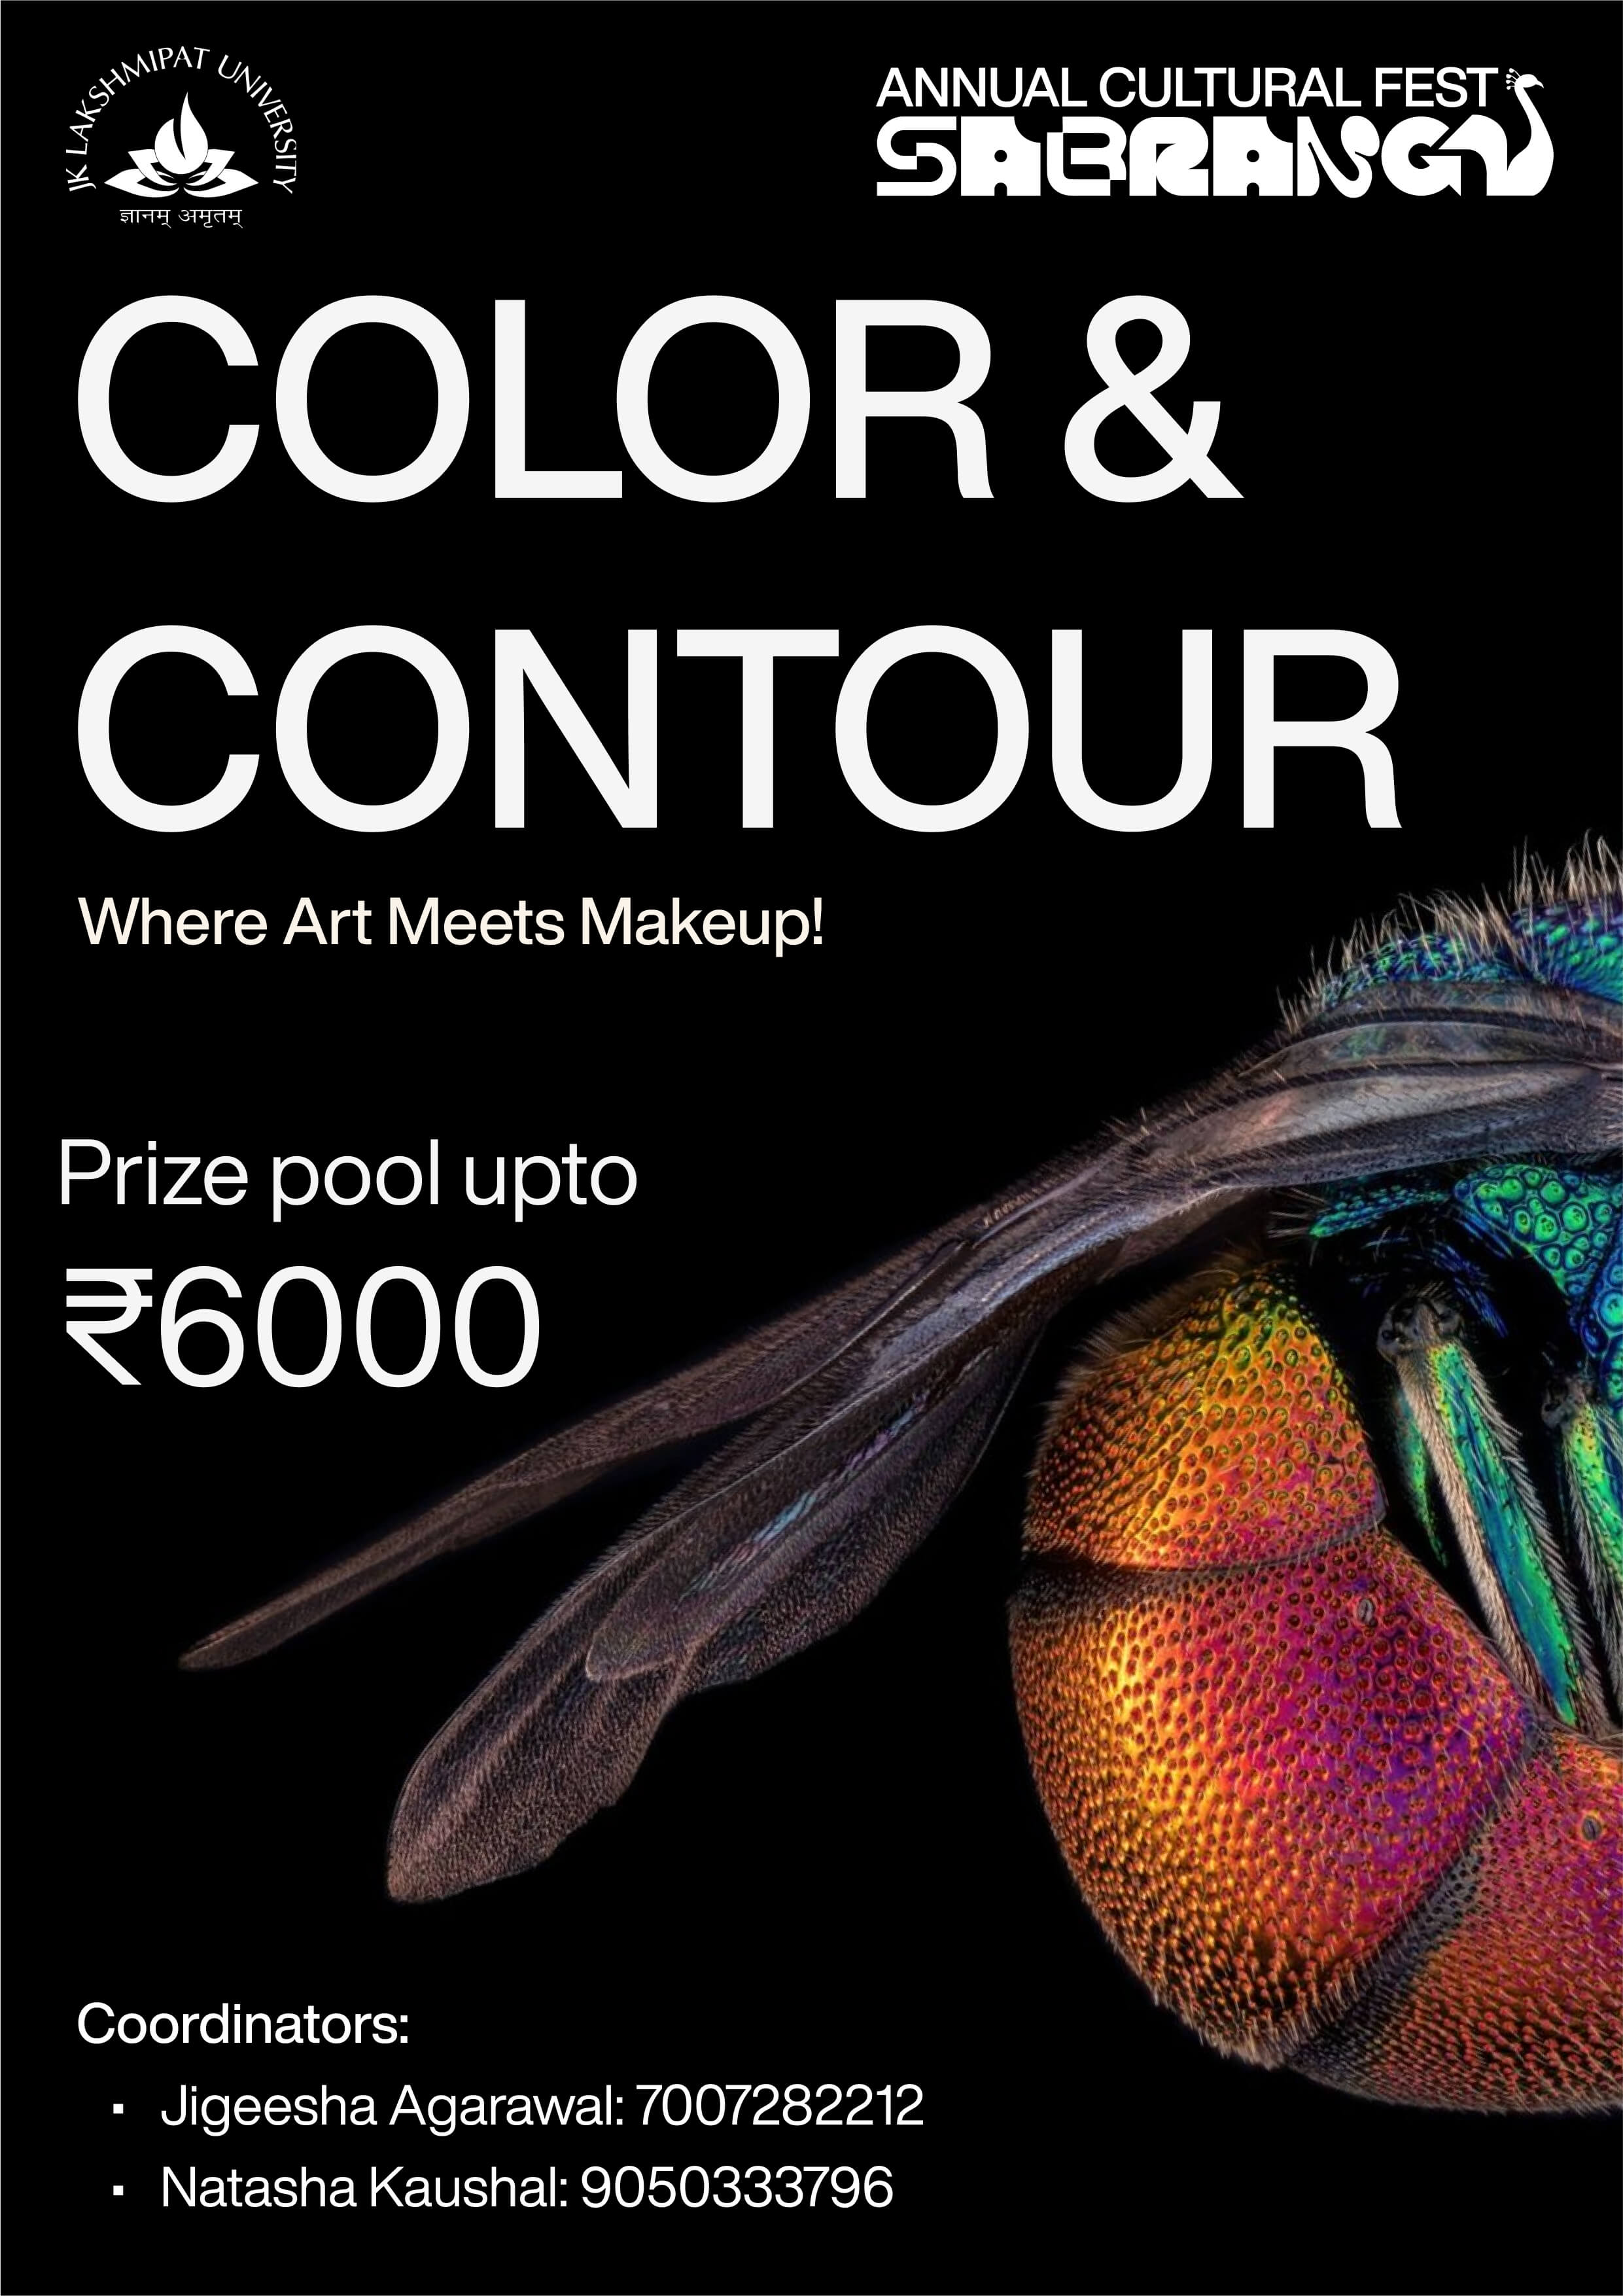 JK LAKSHMIPAT UNIVERSITY
ज्ञानम् अमृतम्
ANNUAL CULTURAL FEST
SABRANG
COLOR &
CONTOUR
Where Art Meets Makeup!
Prize pool upto
₹6000
Coordinators:
▪ Jigeesha Agarawal: 7007282212
▪ Natasha Kaushal: 9050333796